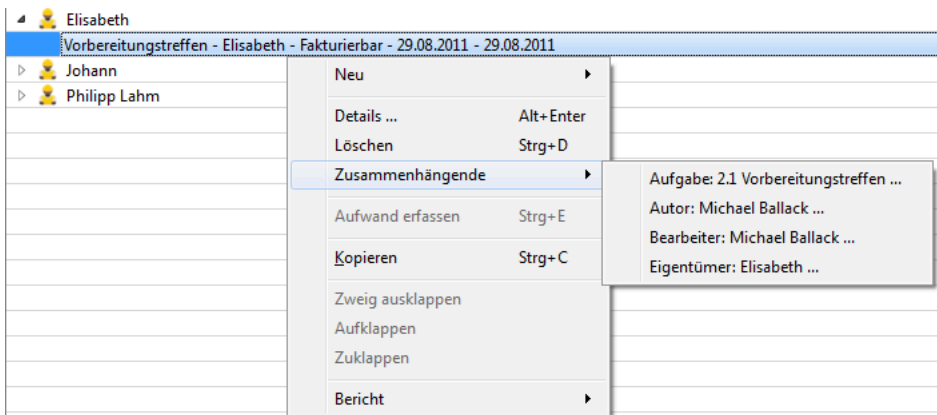 Elisabeth
Vorbereitungstreffen - Elisabeth - Fakturierbar - 29.08.2011 - 29.08.2011
Johann
Philipp Lahm
Neu
Details ... Alt+Enter
Löschen Strg+D
Zusammenhängende
Aufgabe: 2.1 Vorbereitungstreffen ...
Autor: Michael Ballack ...
Bearbeiter: Michael Ballack ...
Eigentümer: Elisabeth ...
Aufwand erfassen Strg+E
Kopieren Strg+C
Zweig ausklappen
Aufklappen
Zuklappen
Bericht